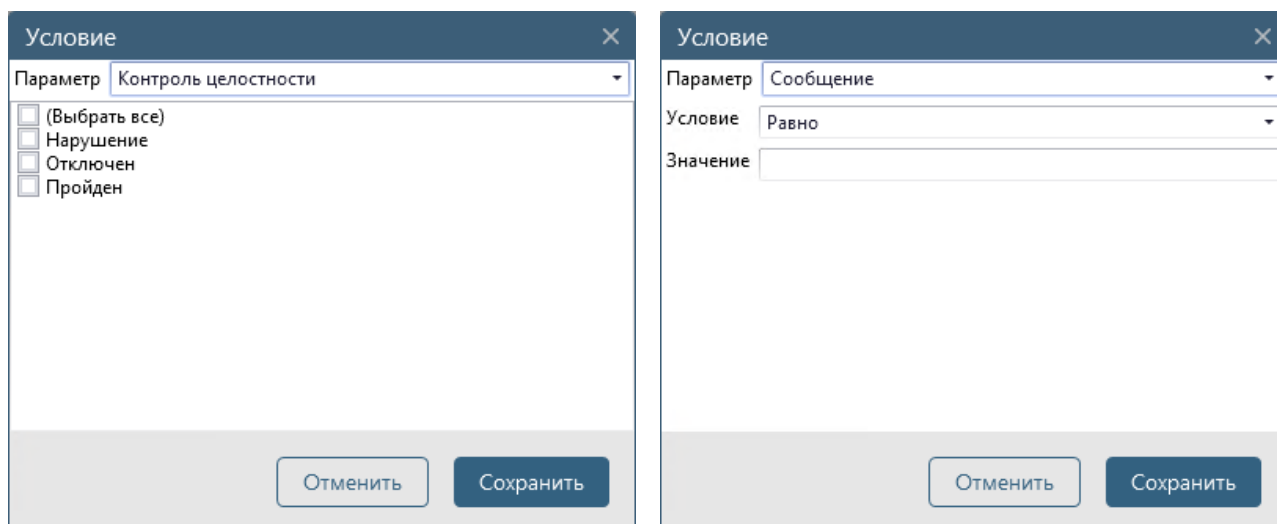 Условие
Параметр Контроль целостности
(Выбрать все)
Нарушение
Отключен
Пройден
Отменить Сохранить
Условие
Параметр Сообщение
Условие Равно
Значение
Отменить Сохранить